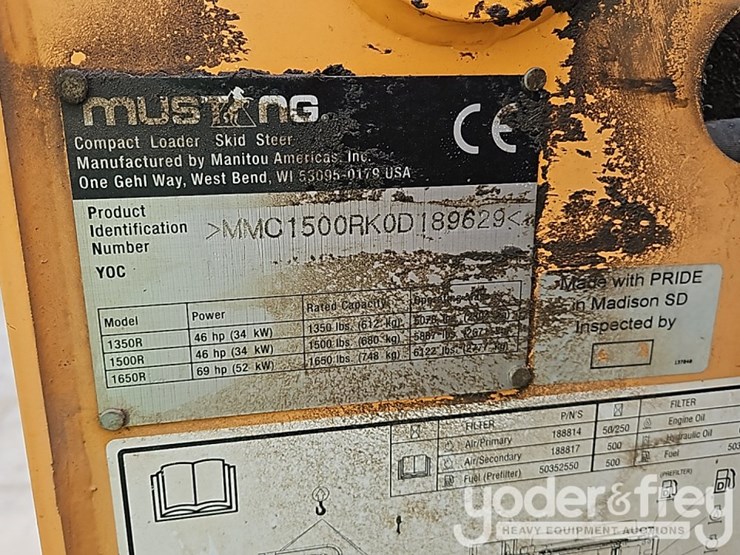 MUSTANG
Compact Loader Skid Steer
Manufactured by Manitou Americas, Inc.
One Gehl Way, West Bend, WI 53095-0179 USA
CE
Product
Identification
Number
>MMC1500RK0D189629<
YOC
Model Power Rated Capacity
1350R 46 hp (34 kW) 1350 lbs. (612 kg)
1500R 46 hp (34 kW) 1500 lbs. (680 kg)
1650R 69 hp (52 kW) 1650 lbs. (748 kg)
Made with PRIDE
in Madison SD
Inspected by
FILTER P/N'S FILTER
Air/Primary 188814 50/250 Engine Oil
Air/Secondary 188817 500 Hydraulic Oil
Fuel (Prefilter) 50352550 500 Fuel
(PREFILTER)
yoder&frey
HEAVY EQUIPMENT AUCTIONS